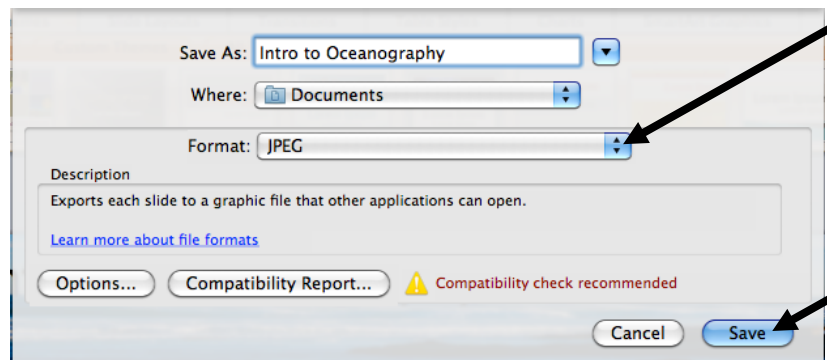 Save As: Intro to Oceanography
Where: Documents
Format: JPEG
Description
Exports each slide to a graphic file that other applications can open.
Learn more about file formats
Options... Compatibility Report... Compatibility check recommended
Cancel Save